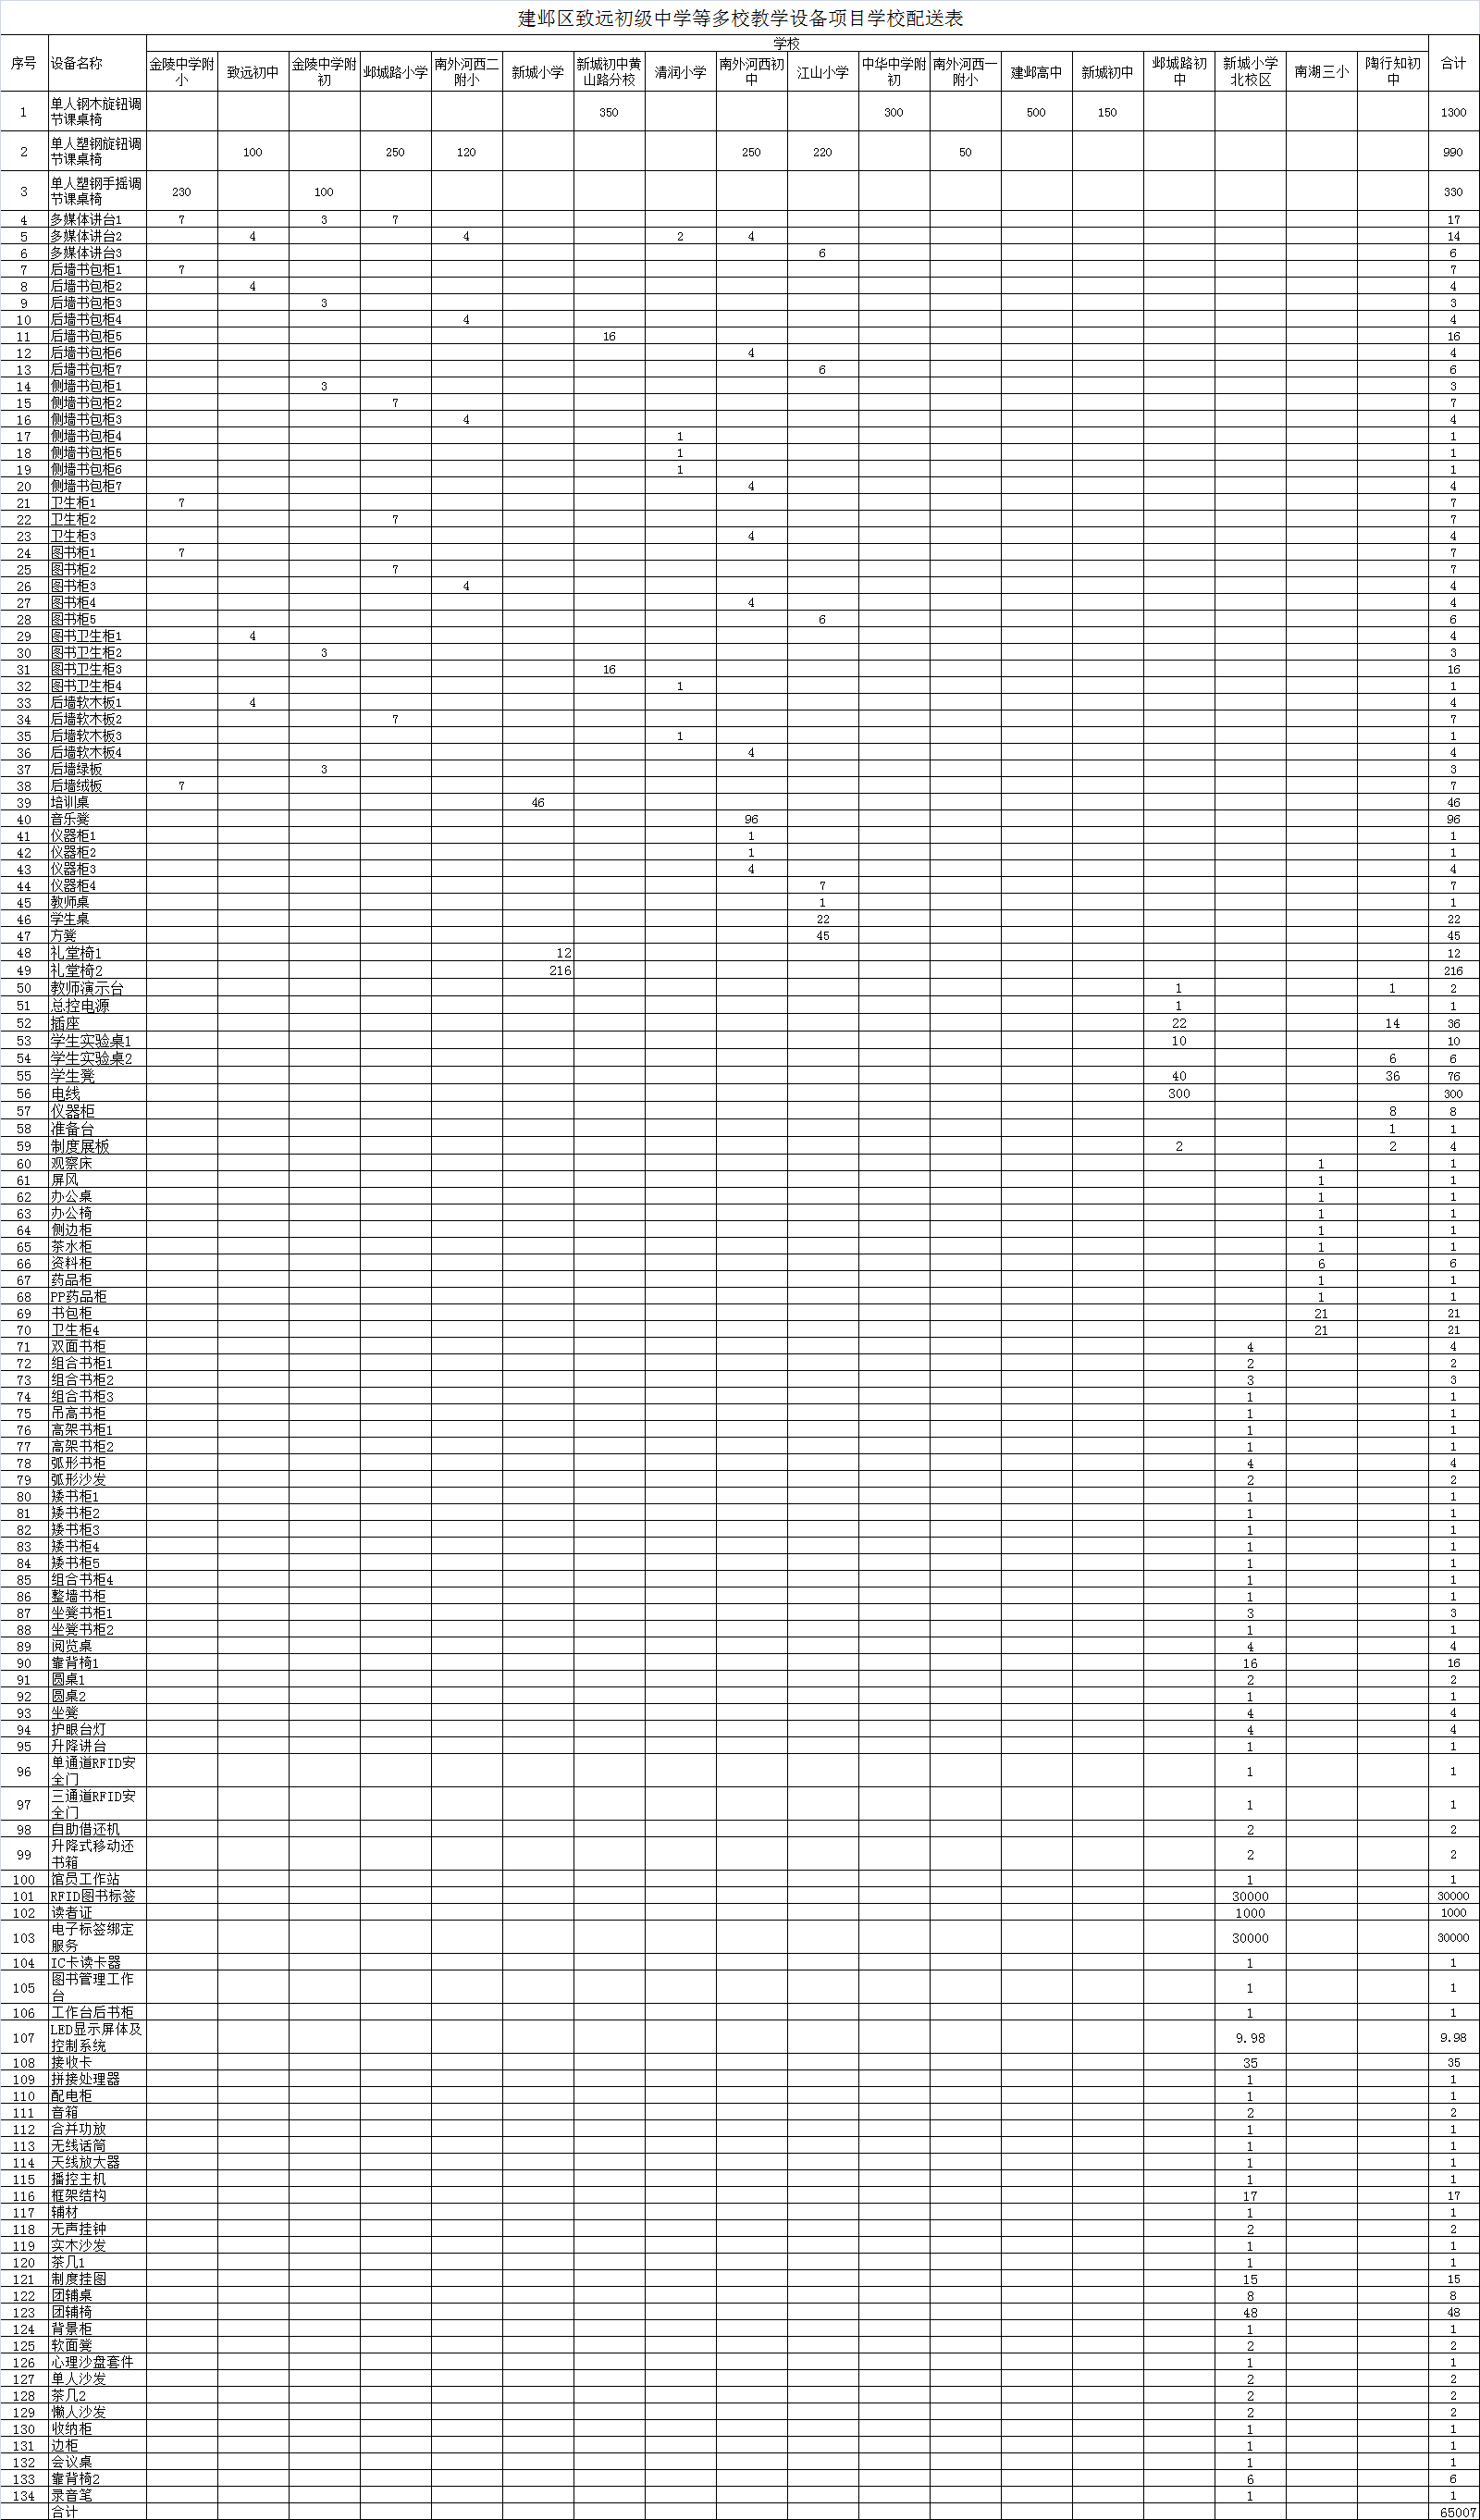 建邺区致远初级中学等多校教学设备项目学校配送表
序号 设备名称 学校 合计
金陵中学附小 致远初中 金陵中学附初 邺城路小学 南外河西二附小 新城小学 新城初中黄山路分校 清润小学 南外河西初中 江山小学 中华中学附初 南外河西一附小 建邺高中 新城初中 邺城路初中 新城小学北校区 南湖三小 陶行知初中
1 单人钢木旋钮调节课桌椅 350 300 500 150 1300
2 单人塑钢旋钮调节课桌椅 100 250 120 250 220 50 990
3 单人塑钢手摇调节课桌椅 230 100 330
4 多媒体讲台1 7 3 7 17
5 多媒体讲台2 4 4 2 4 14
6 多媒体讲台3 6 6
7 后墙书包柜1 7 7
8 后墙书包柜2 4 4
9 后墙书包柜3 3 3
10 后墙书包柜4 4 4
11 后墙书包柜5 16 16
12 后墙书包柜6 4 4
13 后墙书包柜7 6 6
14 侧墙书包柜1 3 3
15 侧墙书包柜2 7 7
16 侧墙书包柜3 4 4
17 侧墙书包柜4 1 1
18 侧墙书包柜5 1 1
19 侧墙书包柜6 1 1
20 侧墙书包柜7 4 4
21 卫生柜1 7 7
22 卫生柜2 7 7
23 卫生柜3 4 4
24 图书柜1 7 7
25 图书柜2 7 7
26 图书柜3 4 4
27 图书柜4 4 4
28 图书柜5 6 6
29 图书卫生柜1 4 4
30 图书卫生柜2 3 3
31 图书卫生柜3 16 16
32 图书卫生柜4 1 1
33 后墙软木板1 4 4
34 后墙软木板2 7 7
35 后墙软木板3 1 1
36 后墙软木板4 4 4
37 后墙绿板 3 3
38 后墙绒板 7 7
39 培训桌 46 46
40 音乐凳 96 96
41 仪器柜1 1 1
42 仪器柜2 1 1
43 仪器柜3 4 4
44 仪器柜4 7 7
45 教师桌 1 1
46 学生桌 22 22
47 方凳 45 45
48 礼堂椅1 12 12
49 礼堂椅2 216 216
50 教师演示台 1 1 2
51 总控电源 1 1
52 插座 22 14 36
53 学生实验桌1 10 10
54 学生实验桌2 6 6
55 学生凳 40 36 76
56 电线 300 300
57 仪器柜 8 8
58 准备台 1 1
59 制度展板 2 2 4
60 观察床 1 1
61 屏风 1 1
62 办公桌 1 1
63 办公椅 1 1
64 侧边柜 1 1
65 茶水柜 1 1
66 资料柜 6 6
67 药品柜 1 1
68 PP药品柜 1 1
69 书包柜 21 21
70 卫生柜4 21 21
71 双面书柜 4 4
72 组合书柜1 2 2
73 组合书柜2 3 3
74 组合书柜3 1 1
75 吊高书柜 1 1
76 高架书柜1 1 1
77 高架书柜2 1 1
78 弧形书柜 4 4
79 弧形沙发 2 2
80 矮书柜1 1 1
81 矮书柜2 1 1
82 矮书柜3 1 1
83 矮书柜4 1 1
84 矮书柜5 1 1
85 组合书柜4 1 1
86 整墙书柜 1 1
87 坐凳书柜1 3 3
88 坐凳书柜2 1 1
89 阅览桌 4 4
90 靠背椅1 16 16
91 圆桌1 2 2
92 圆桌2 1 1
93 坐凳 4 4
94 护眼台灯 4 4
95 升降讲台 1 1
96 单通道RFID安全门 1 1
97 三通道RFID安全门 1 1
98 自助借还机 2 2
99 升降式移动还书箱 2 2
100 馆员工作站 1 1
101 RFID图书标签 30000 30000
102 读者证 1000 1000
103 电子标签绑定服务 30000 30000
104 IC卡读卡器 1 1
105 图书管理工作台 1 1
106 工作台后书柜 1 1
107 LED显示屏体及控制系统 9.98 9.98
108 接收卡 35 35
109 拼接处理器 1 1
110 配电柜 1 1
111 音箱 2 2
112 合并功放 1 1
113 无线话筒 1 1
114 天线放大器 1 1
115 播控主机 1 1
116 框架结构 17 17
117 辅材 1 1
118 无声挂钟 2 2
119 实木沙发 1 1
120 茶几1 1 1
121 制度挂图 15 15
122 团辅桌 8 8
123 团辅椅 48 48
124 背景柜 1 1
125 软面凳 2 2
126 心理沙盘套件 1 1
127 单人沙发 2 2
128 茶几2 2 2
129 懒人沙发 2 2
130 收纳柜 1 1
131 边柜 1 1
132 会议桌 1 1
133 靠背椅2 6 6
134 录音笔 1 1
合计 65007